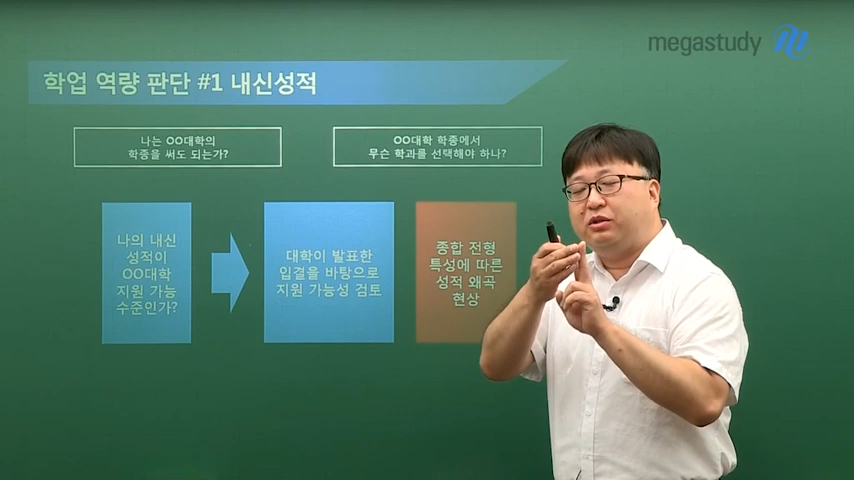 megastudy
학업 역량 판단 #1 내신성적
나는 OO대학의
학종을 써도 되는가?
OO대학 학종에서
무슨 학과를 선택해야 하나?
나의 내신
성적이
OO대학
지원 가능
수준인가?
대학이 발표한
입결을 바탕으로
지원 가능성 검토
종합 전형
특성에 따른
성적 왜곡
현상